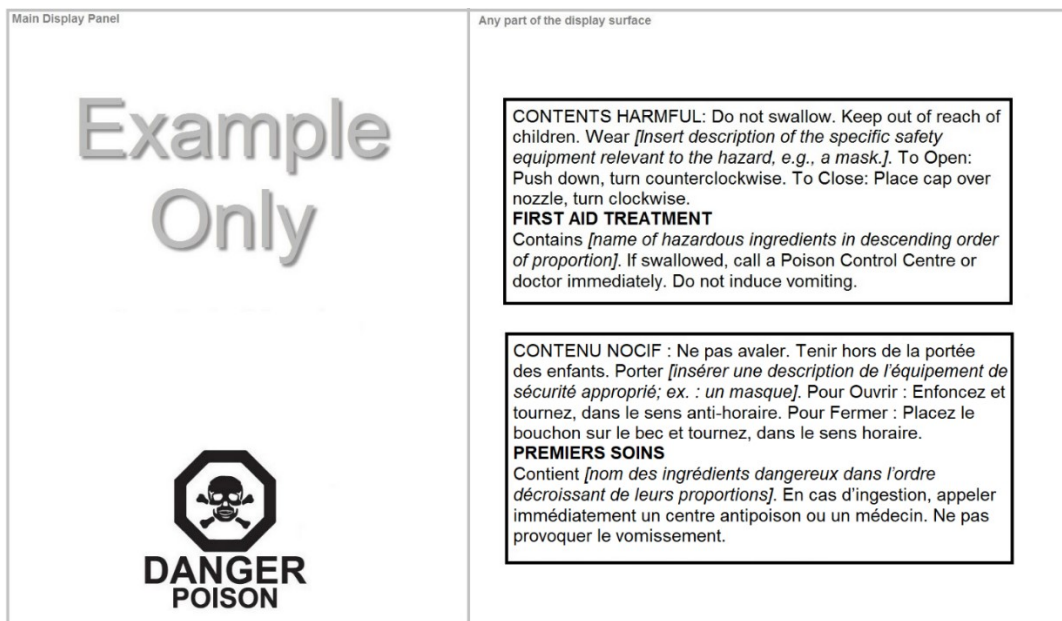 Main Display Panel
Example
Only
DANGER
POISON
Any part of the display surface
CONTENTS HARMFUL: Do not swallow. Keep out of reach of
children. Wear [Insert description of the specific safety
equipment relevant to the hazard, e.g., a mask.]. To Open:
Push down, turn counterclockwise. To Close: Place cap over
nozzle, turn clockwise.
FIRST AID TREATMENT
Contains [name of hazardous ingredients in descending order
of proportion]. If swallowed, call a Poison Control Centre or
doctor immediately. Do not induce vomiting.
CONTENU NOCIF : Ne pas avaler. Tenir hors de la portée
des enfants. Porter [insérer une description de l’équipement de
sécurité approprié; ex. : un masque]. Pour Ouvrir : Enfoncez et
tournez, dans le sens anti-horaire. Pour Fermer : Placez le
bouchon sur le bec et tournez, dans le sens horaire.
PREMIERS SOINS
Contient [nom des ingrédients dangereux dans l’ordre
décroissant de leurs proportions]. En cas d’ingestion, appeler
immédiatement un centre antipoison ou un médecin. Ne pas
provoquer le vomissement.